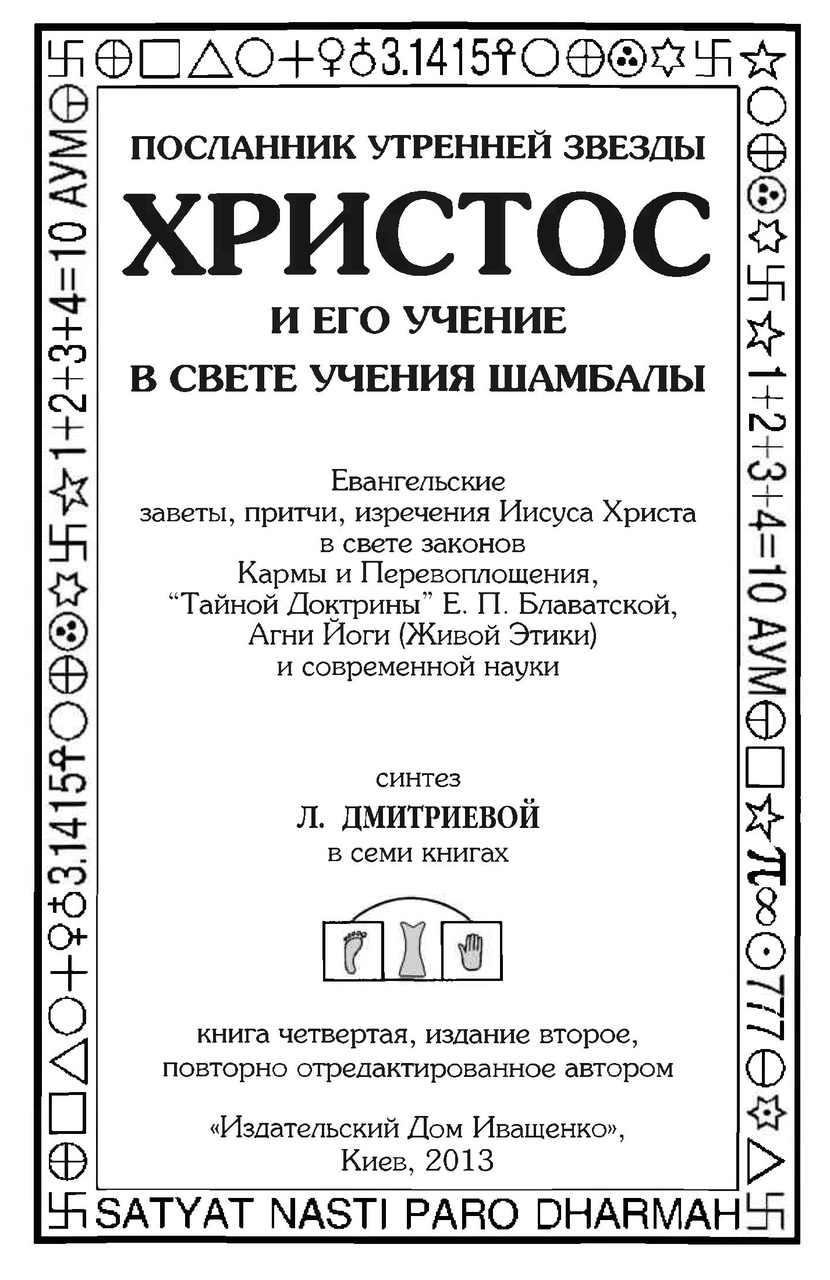 3.1415
ПОСЛАННИК УТРЕННЕЙ ЗВЕЗДЫ
ХРИСТОС
И ЕГО УЧЕНИЕ
В СВЕТЕ УЧЕНИЯ ШАМБАЛЫ
Евангельские
заветы, притчи, изречения Иисуса Христа
в свете законов
Кармы и Перевоплощения,
“Тайной Доктрины” Е. П. Блаватской,
Агни Йоги (Живой Этики)
и современной науки
синтез
Л. ДМИТРИЕВОЙ
в семи книгах
книга четвертая, издание второе,
повторно отредактированное автором
«Издательский Дом Иващенко»,
Киев, 2013
SATYAT NASTI PARO DHARMAH
3.1415
1+2+3+4=10 АУМ
1+2+3+4=10 АУМ
π∞
777